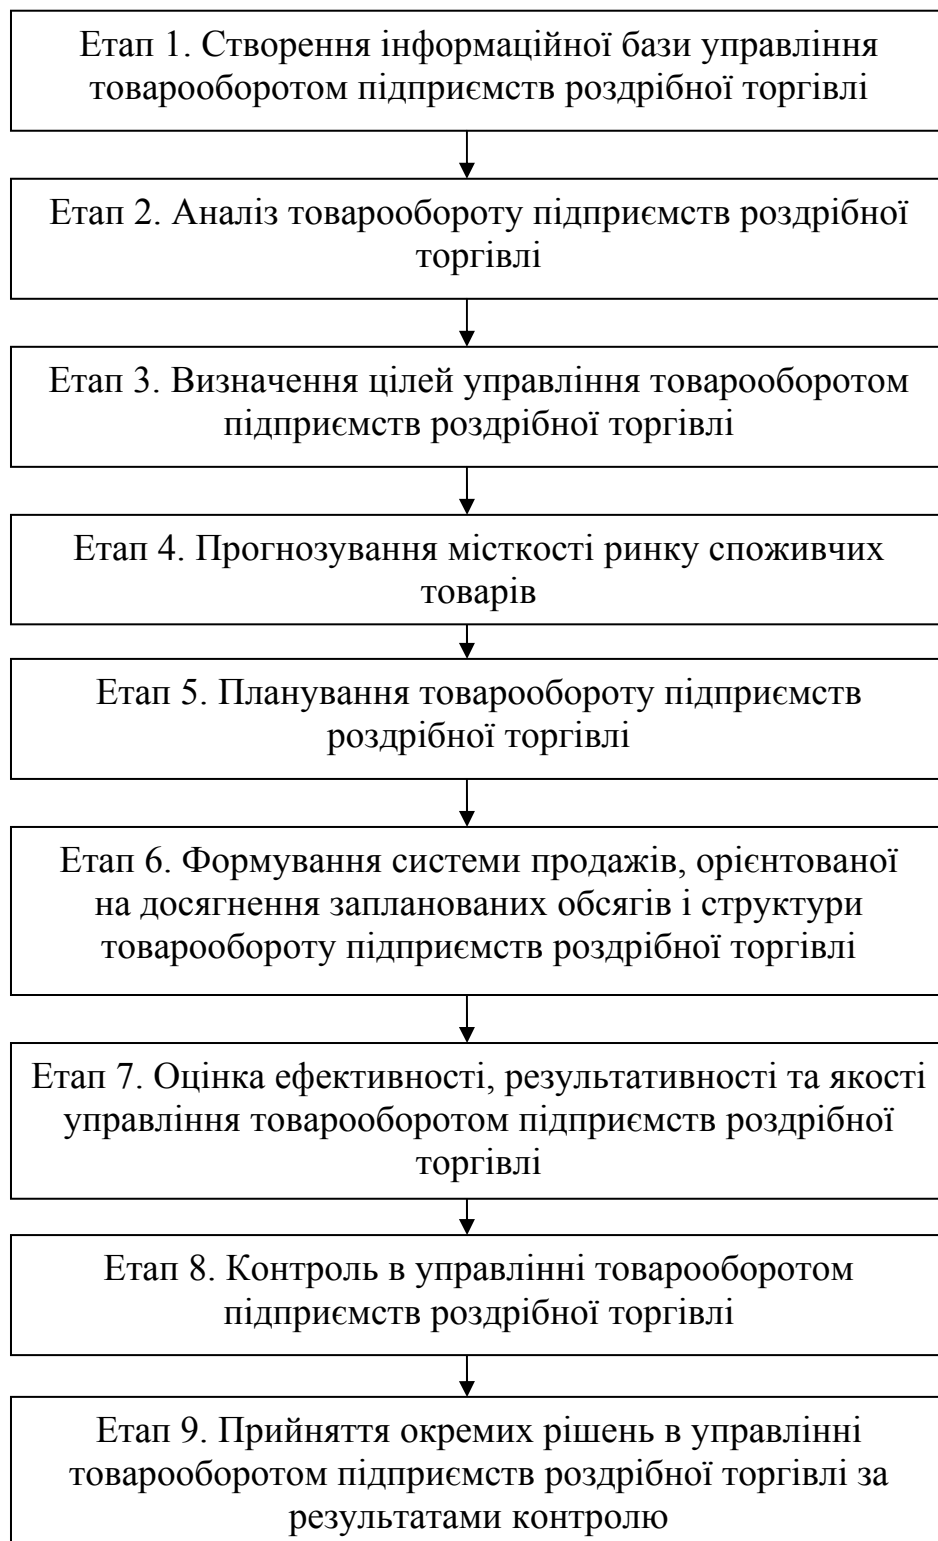 Етап 1. Створення інформаційної бази управління
товарооборотом підприємств роздрібної торгівлі
Етап 2. Аналіз товарообороту підприємств роздрібної
торгівлі
Етап 3. Визначення цілей управління товарооборотом
підприємств роздрібної торгівлі
Етап 4. Прогнозування місткості ринку споживчих
товарів
Етап 5. Планування товарообороту підприємств
роздрібної торгівлі
Етап 6. Формування системи продажів, орієнтованої
на досягнення запланованих обсягів і структури
товарообороту підприємств роздрібної торгівлі
Етап 7. Оцінка ефективності, результативності та якості
управління товарооборотом підприємств роздрібної
торгівлі
Етап 8. Контроль в управлінні товарооборотом
підприємств роздрібної торгівлі
Етап 9. Прийняття окремих рішень в управлінні
товарооборотом підприємств роздрібної торгівлі за
результатами контролю